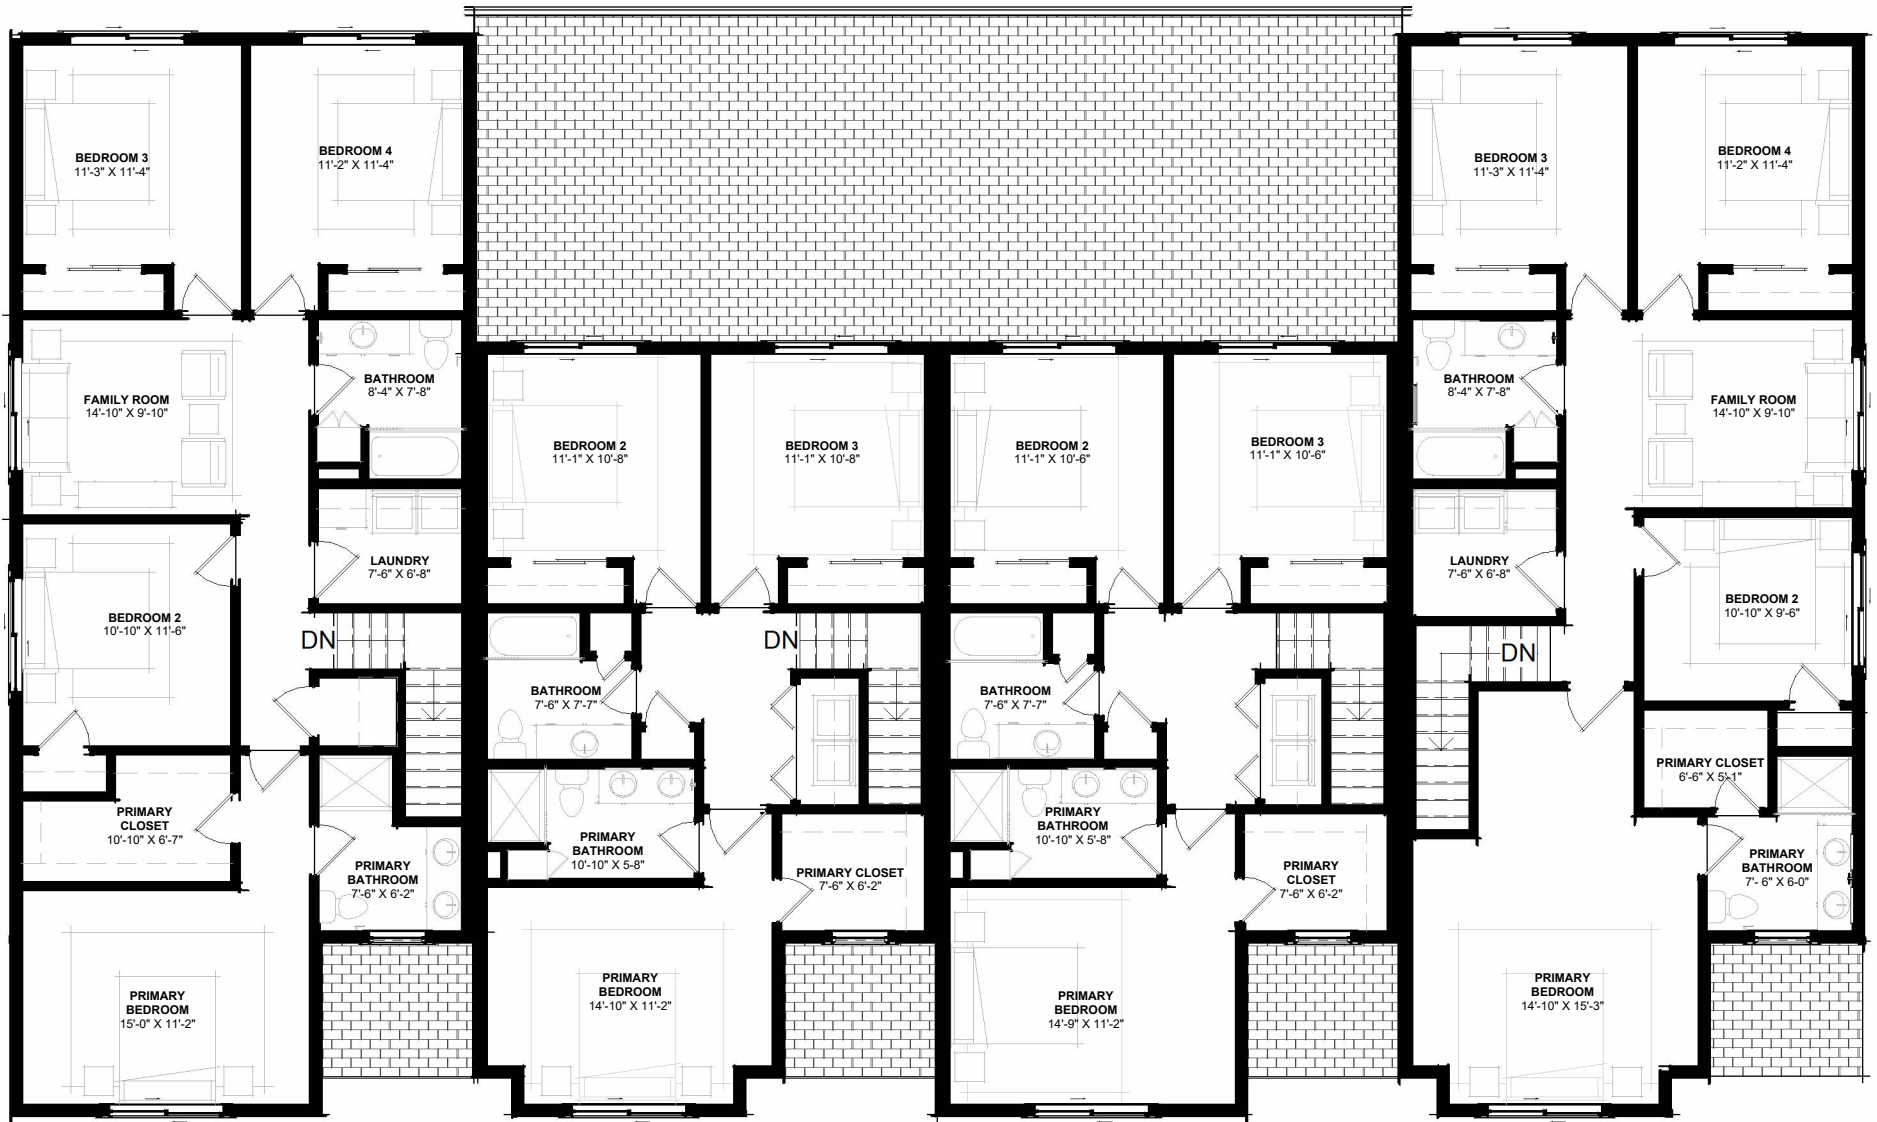 BEDROOM 3
11'-3" X 11'-4"
BEDROOM 4
11'-2" X 11'-4"
FAMILY ROOM
14'-10" X 9'-10"
BATHROOM
8'-4" X 7'-8"
LAUNDRY
7'-6" X 6'-8"
BEDROOM 2
10'-10" X 11'-6"
DN
PRIMARY
CLOSET
10'-10" X 6'-7"
PRIMARY
BATHROOM
7'-6" X 6'-2"
PRIMARY
BEDROOM
15'-0" X 11'-2"
BEDROOM 2
11'-1" X 10'-8"
BEDROOM 3
11'-1" X 10'-8"
DN
BATHROOM
7'-6" X 7'-7"
PRIMARY
BATHROOM
10'-10" X 5-8"
PRIMARY CLOSET
7'-6" X 6'-2"
PRIMARY
BEDROOM
14'-10" X 11'-2"
BEDROOM 2
11'-1" X 10'-6"
BEDROOM 3
11'-1" X 10'-6"
BATHROOM
7'-6" X 7'-7"
PRIMARY
BATHROOM
10'-10" X 5'-8"
PRIMARY
CLOSET
7'-6" X 6'-2"
PRIMARY
BEDROOM
14'-9" X 11'-2"
BEDROOM 3
11'-3" X 11'-4"
BEDROOM 4
11'-2" X 11'-4"
BATHROOM
8'-4" X 7'-8"
FAMILY ROOM
14'-10" X 9'-10"
LAUNDRY
7'-6" X 6'-8"
BEDROOM 2
10'-10" X 9'-6"
DN
PRIMARY CLOSET
6'-6" X 5'-1"
PRIMARY
BATHROOM
7'- 6" X 6-0"
PRIMARY
BEDROOM
14'-10" X 15'-3"